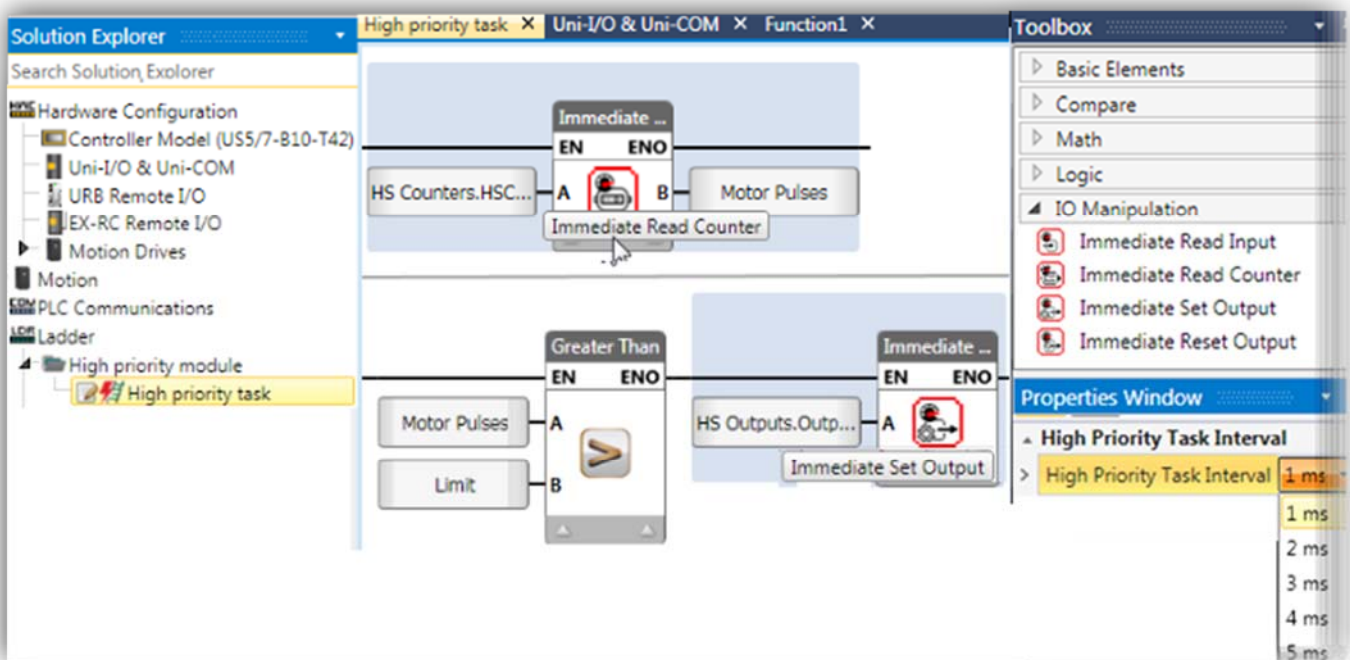 Solution Explorer
Search Solution Explorer
Hardware Configuration
Controller Model (US5/7-B10-T42)
Uni-I/O & Uni-COM
URB Remote I/O
EX-RC Remote I/O
Motion Drives
Motion
PLC Communications
Ladder
High priority module
High priority task
High priority task X Uni-I/O & Uni-COM X Function1 X
Immediate ...
EN ENO
HS Counters.HSC... A B Motor Pulses
Immediate Read Counter
Greater Than
EN ENO
Motor Pulses A
>
Limit B
Immediate ...
EN ENO
HS Outputs.Outp... A
Immediate Set Output
Toolbox
Basic Elements
Compare
Math
Logic
IO Manipulation
Immediate Read Input
Immediate Read Counter
Immediate Set Output
Immediate Reset Output
Properties Window
High Priority Task Interval
High Priority Task Interval 1 ms
1 ms
2 ms
3 ms
4 ms
5 ms